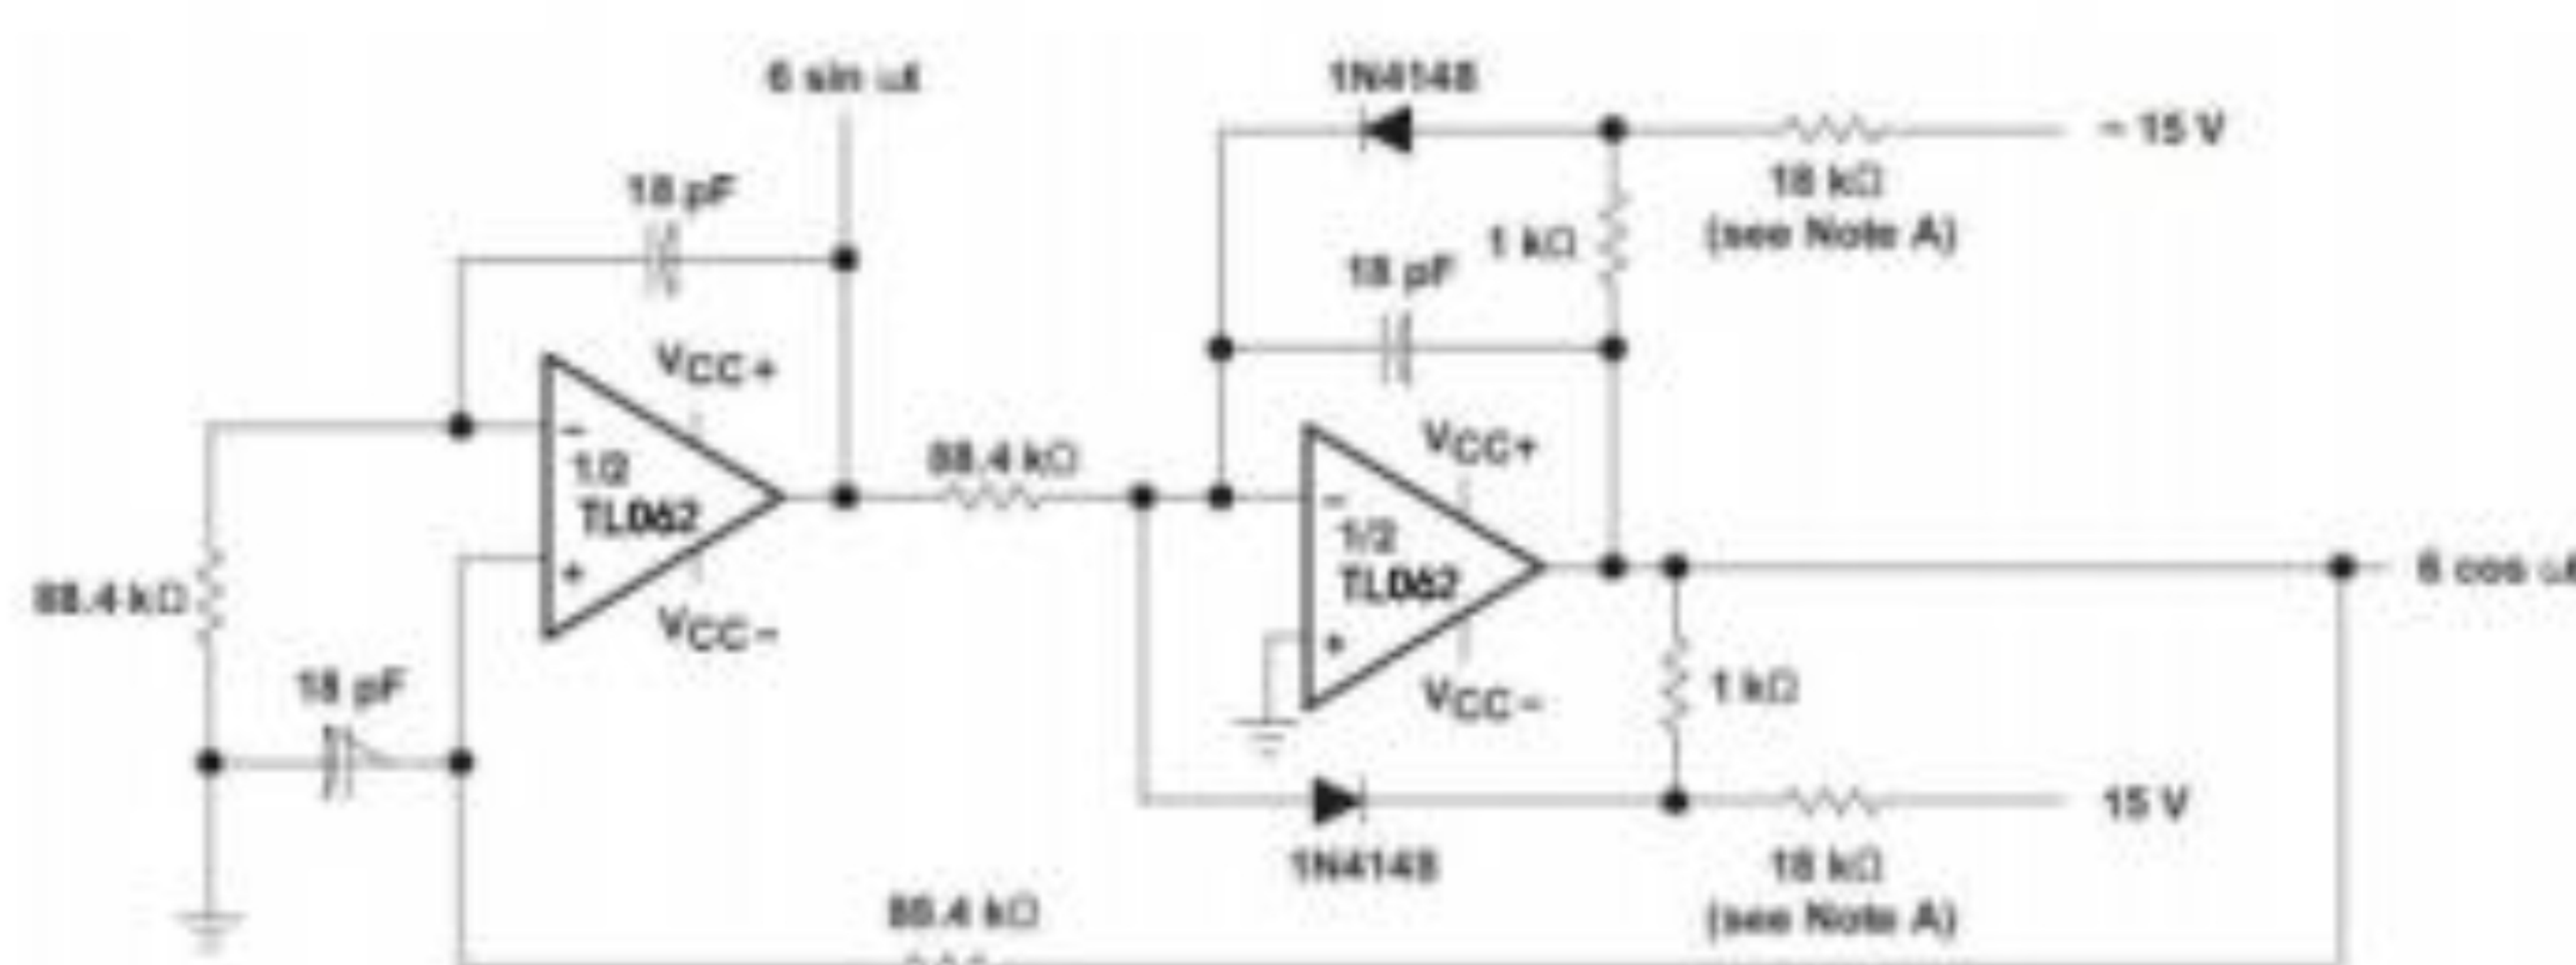 6 sin ωt
1N4148
- 15 V
18 pF
18 kΩ
(see Note A)
1 kΩ
18 pF
VCC+
VCC+
88.4 kΩ
-
1/2
TL062
+
-
1/2
TL062
+
6 cos ωt
88.4 kΩ
VCC-
18 pF
VCC-
1 kΩ
15 V
1N4148
18 kΩ
(see Note A)
88.4 kΩ